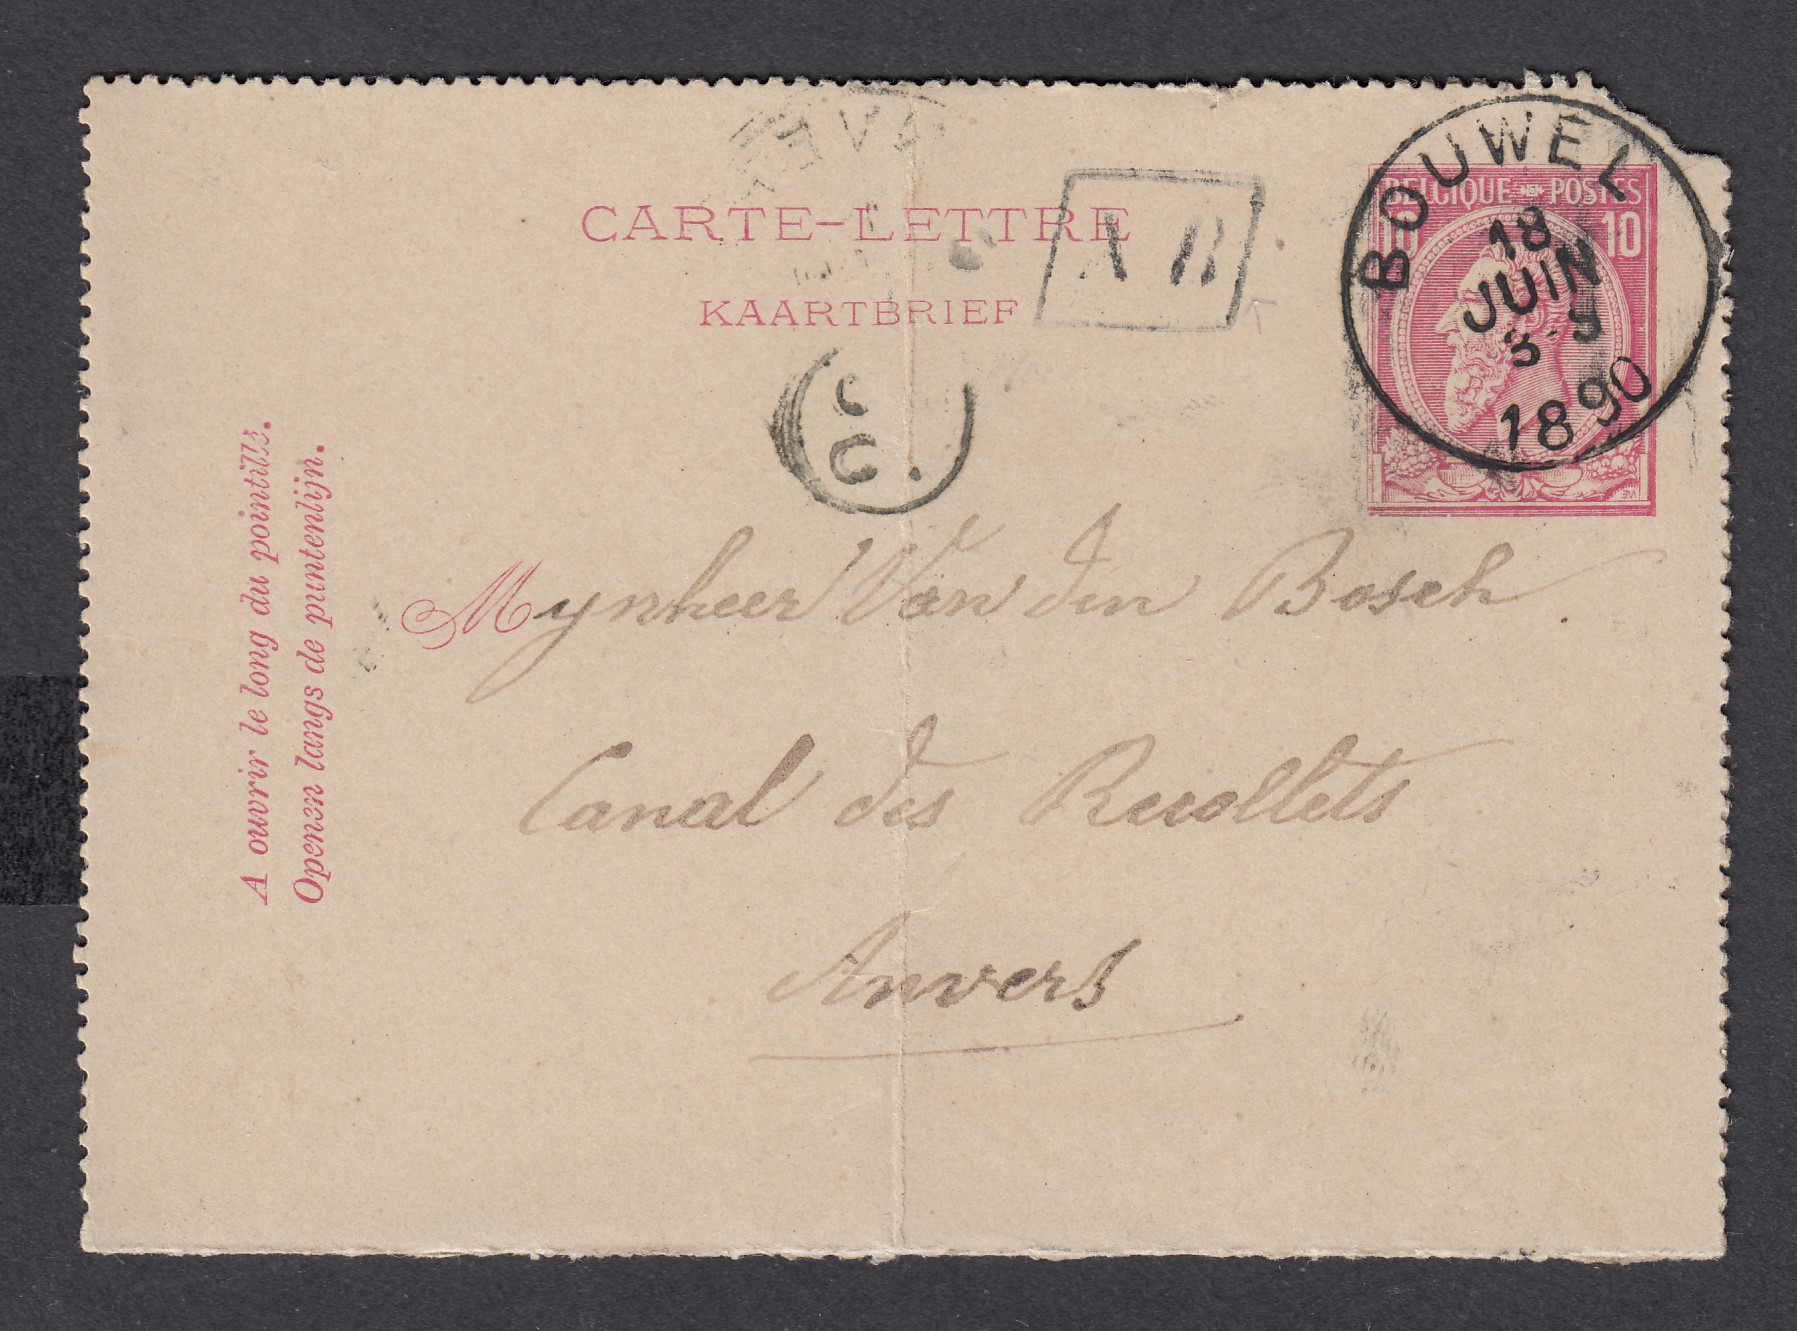 CARTE-LETTRE
KAARTBRIEF
A B
BELGIQUE POSTES
10 10
BOUWEL
18
JUIN
1890
G.
A ouvrir le long du pointillé.
Openen langs de puntenlijn.
Mynheer Van den Bosch.
Canal des Recollets
Anvers